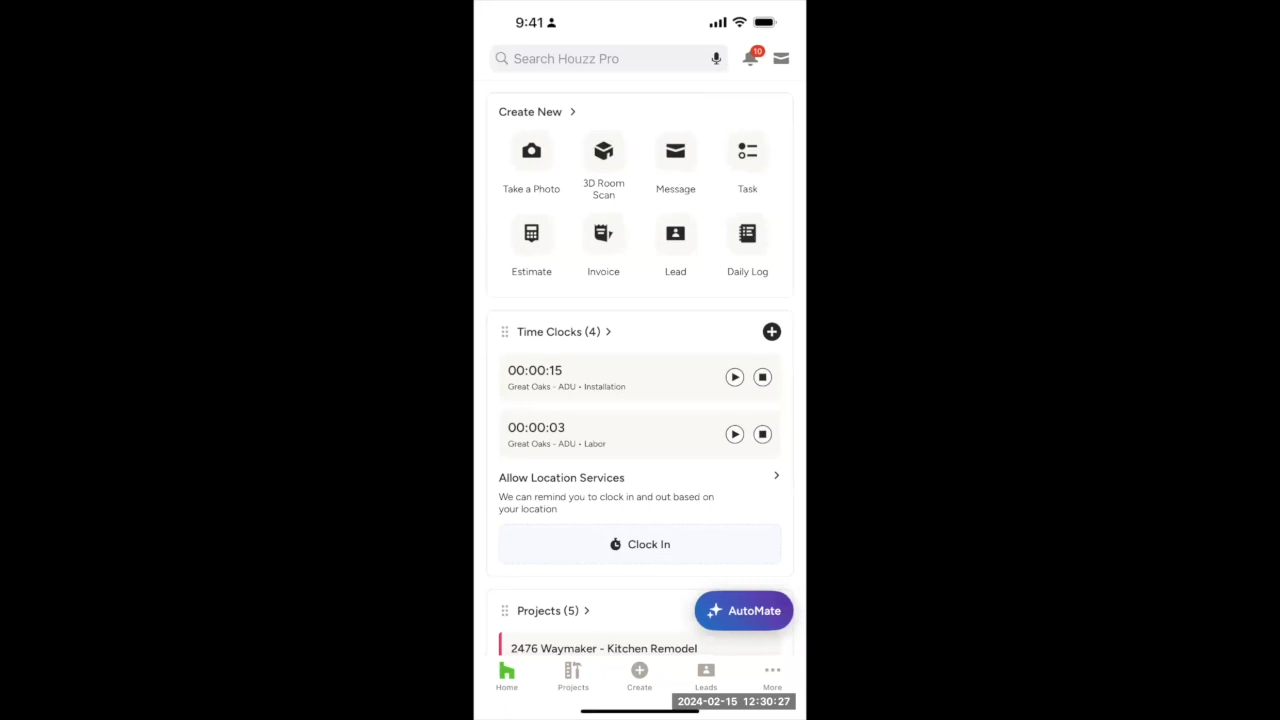 9:41
Search Houzz Pro
10
Create New
Take a Photo
3D Room
Scan
Message
Task
Estimate
Invoice
Lead
Daily Log
Time Clocks (4)
00:00:15
Great Oaks - ADU • Installation
00:00:03
Great Oaks - ADU • Labor
Allow Location Services
We can remind you to clock in and out based on
your location
Clock In
Projects (5)
AutoMate
2476 Waymaker - Kitchen Remodel
Home
Projects
Create
Leads
More
2024-02-15 12:30:27